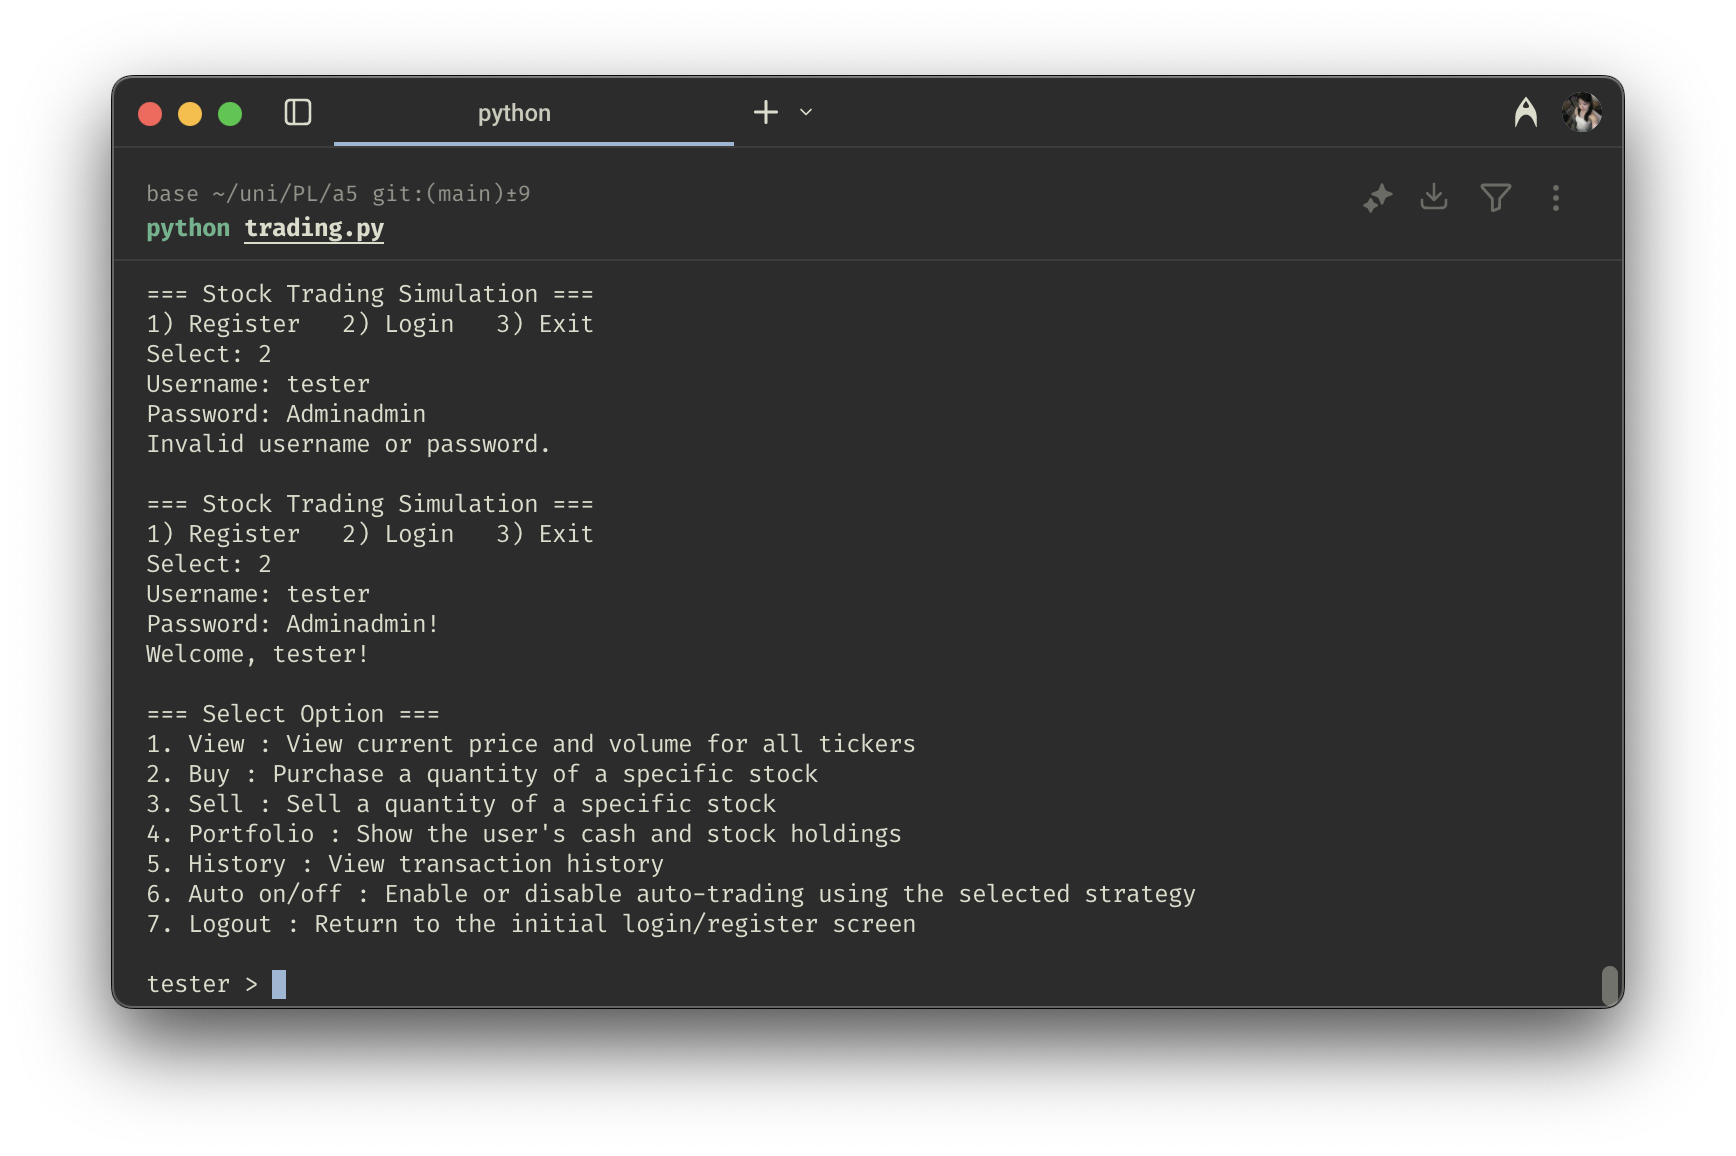 python
base ~/uni/PL/a5 git:(main)±9
python trading.py
=== Stock Trading Simulation ===
1) Register   2) Login   3) Exit
Select: 2
Username: tester
Password: Adminadmin
Invalid username or password.
=== Stock Trading Simulation ===
1) Register   2) Login   3) Exit
Select: 2
Username: tester
Password: Adminadmin!
Welcome, tester!
=== Select Option ===
1. View : View current price and volume for all tickers
2. Buy : Purchase a quantity of a specific stock
3. Sell : Sell a quantity of a specific stock
4. Portfolio : Show the user's cash and stock holdings
5. History : View transaction history
6. Auto on/off : Enable or disable auto-trading using the selected strategy
7. Logout : Return to the initial login/register screen
tester >